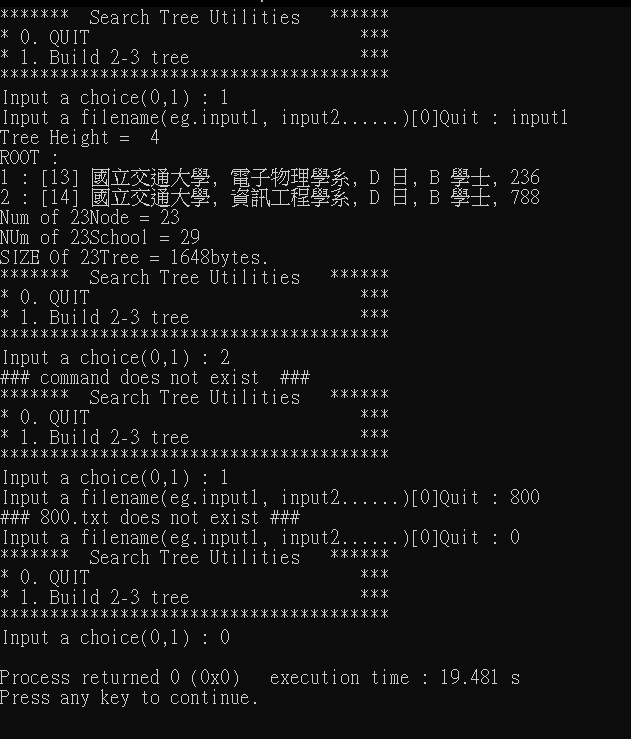 *******  Search Tree Utilities   ******
* 0. QUIT                           ***
* 1. Build 2-3 tree                 ***
***************************************
Input a choice(0,1) : 1
Input a filename(eg.input1, input2......)[0]Quit : input1
Tree Height =  4
ROOT :
1 : [13] 國立交通大學, 電子物理學系, D 日, B 學士, 236
2 : [14] 國立交通大學, 資訊工程學系, D 日, B 學士, 788
Num of 23Node = 23
NUm of 23School = 29
SIZE Of 23Tree = 1648bytes.
*******  Search Tree Utilities   ******
* 0. QUIT                           ***
* 1. Build 2-3 tree                 ***
***************************************
Input a choice(0,1) : 2
### command does not exist  ###
*******  Search Tree Utilities   ******
* 0. QUIT                           ***
* 1. Build 2-3 tree                 ***
***************************************
Input a choice(0,1) : 1
Input a filename(eg.input1, input2......)[0]Quit : 800
### 800.txt does not exist ###
Input a filename(eg.input1, input2......)[0]Quit : 0
*******  Search Tree Utilities   ******
* 0. QUIT                           ***
* 1. Build 2-3 tree                 ***
***************************************
Input a choice(0,1) : 0

Process returned 0 (0x0)   execution time : 19.481 s
Press any key to continue.